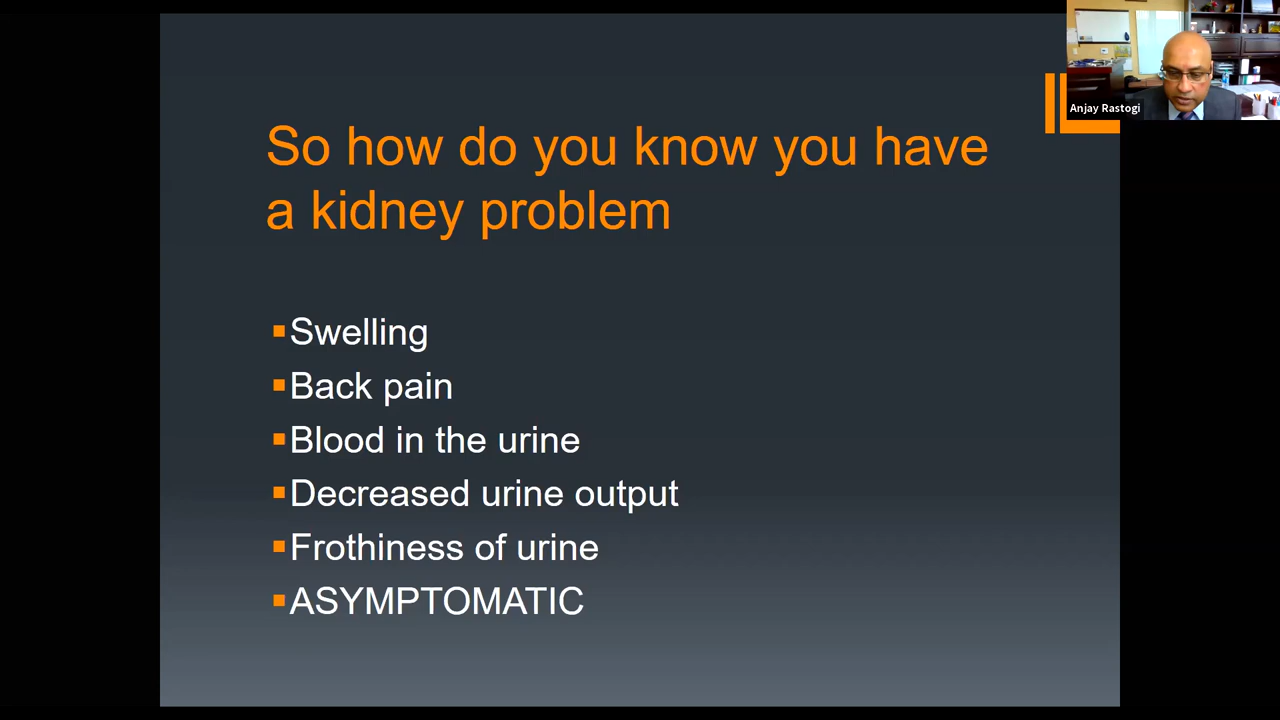 So how do you know you have
a kidney problem
Swelling
Back pain
Blood in the urine
Decreased urine output
Frothiness of urine
ASYMPTOMATIC
Anjay Rastogi